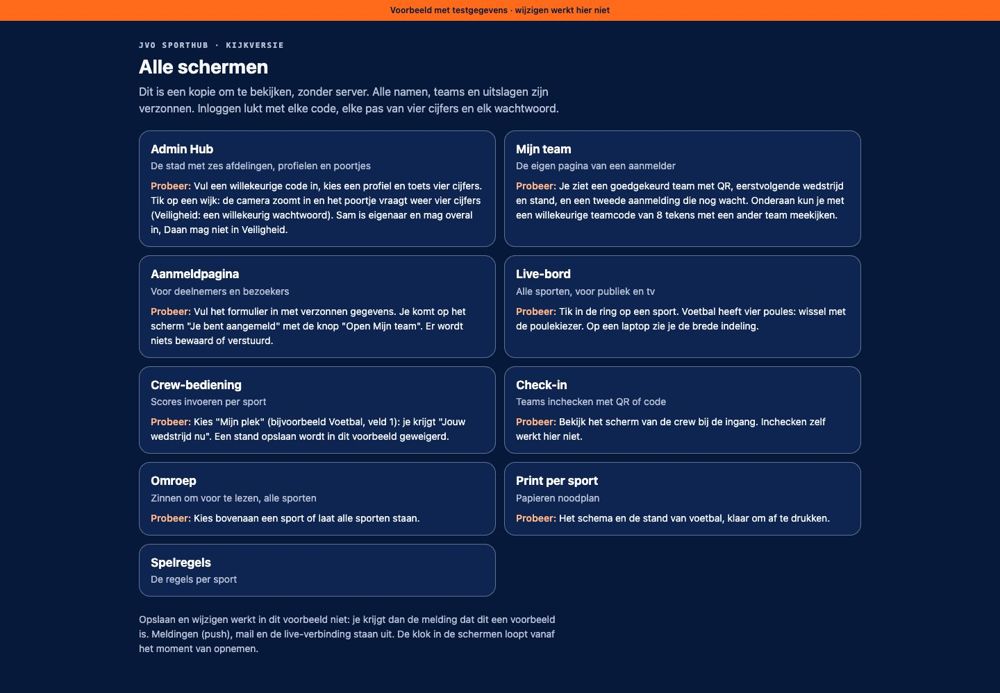 Voorbeeld met testgegevens · wijzigen werkt hier niet
JVO SPORTHUB · KIJKVERSIE
Alle schermen
Dit is een kopie om te bekijken, zonder server. Alle namen, teams en uitslagen zijn
verzonnen. Inloggen lukt met elke code, elke pas van vier cijfers en elk wachtwoord.
Admin Hub
De stad met zes afdelingen, profielen en poortjes
Probeer: Vul een willekeurige code in, kies een profiel en toets vier cijfers.
Tik op een wijk: de camera zoomt in en het poortje vraagt weer vier cijfers
(Veiligheid: een willekeurig wachtwoord). Sam is eigenaar en mag overal
in, Daan mag niet in Veiligheid.
Mijn team
De eigen pagina van een aanmelder
Probeer: Je ziet een goedgekeurd team met QR, eerstvolgende wedstrijd
en stand, en een tweede aanmelding die nog wacht. Onderaan kun je met
een willekeurige teamcode van 8 tekens met een ander team meekijken.
Aanmeldpagina
Voor deelnemers en bezoekers
Probeer: Vul het formulier in met verzonnen gegevens. Je komt op het
scherm "Je bent aangemeld" met de knop "Open Mijn team". Er wordt
niets bewaard of verstuurd.
Live-bord
Alle sporten, voor publiek en tv
Probeer: Tik in de ring op een sport. Voetbal heeft vier poules: wissel met
de poulekiezer. Op een laptop zie je de brede indeling.
Crew-bediening
Scores invoeren per sport
Probeer: Kies "Mijn plek" (bijvoorbeeld Voetbal, veld 1): je krijgt "Jouw
wedstrijd nu". Een stand opslaan wordt in dit voorbeeld geweigerd.
Check-in
Teams inchecken met QR of code
Probeer: Bekijk het scherm van de crew bij de ingang. Inchecken zelf
werkt hier niet.
Omroep
Zinnen om voor te lezen, alle sporten
Probeer: Kies bovenaan een sport of laat alle sporten staan.
Print per sport
Papieren noodplan
Probeer: Het schema en de stand van voetbal, klaar om af te drukken.
Spelregels
De regels per sport
Opslaan en wijzigen werkt in dit voorbeeld niet: je krijgt dan de melding dat dit een voorbeeld
is. Meldingen (push), mail en de live-verbinding staan uit. De klok in de schermen loopt vanaf
het moment van opnemen.